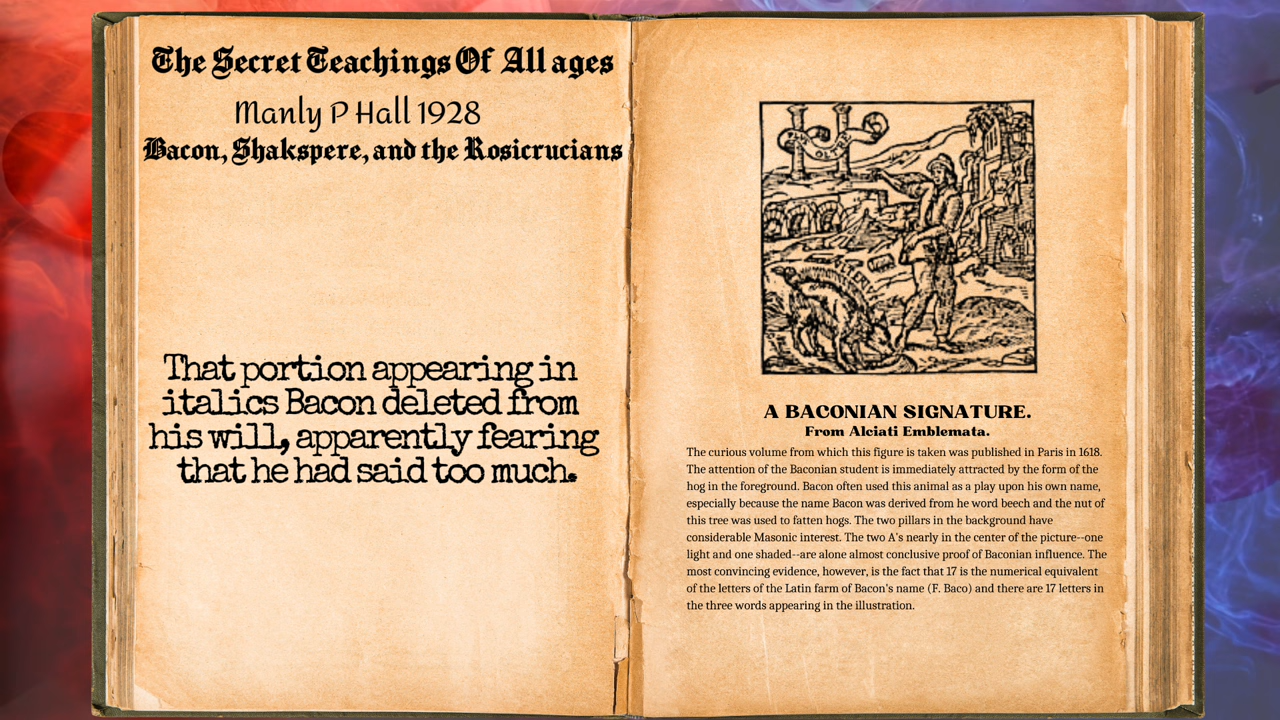 The Secret Teachings Of All ages
Manly P Hall 1928
Bacon, Shakspere, and the Rosicrucians
That portion appearing in
italics Bacon deleted from
his will, apparently fearing
that he had said too much.
A BACONIAN SIGNATURE.
From Alciati Emblemata.
The curious volume from which this figure is taken was published in Paris in 1618.
The attention of the Baconian student is immediately attracted by the form of the
hog in the foreground. Bacon often used this animal as a play upon his own name,
especially because the name Bacon was derived from he word beech and the nut of
this tree was used to fatten hogs. The two pillars in the background have
considerable Masonic interest. The two A's nearly in the center of the picture--one
light and one shaded--are alone almost conclusive proof of Baconian influence. The
most convincing evidence, however, is the fact that 17 is the numerical equivalent
of the letters of the Latin farm of Bacon's name (F. Baco) and there are 17 letters in
the three words appearing in the illustration.